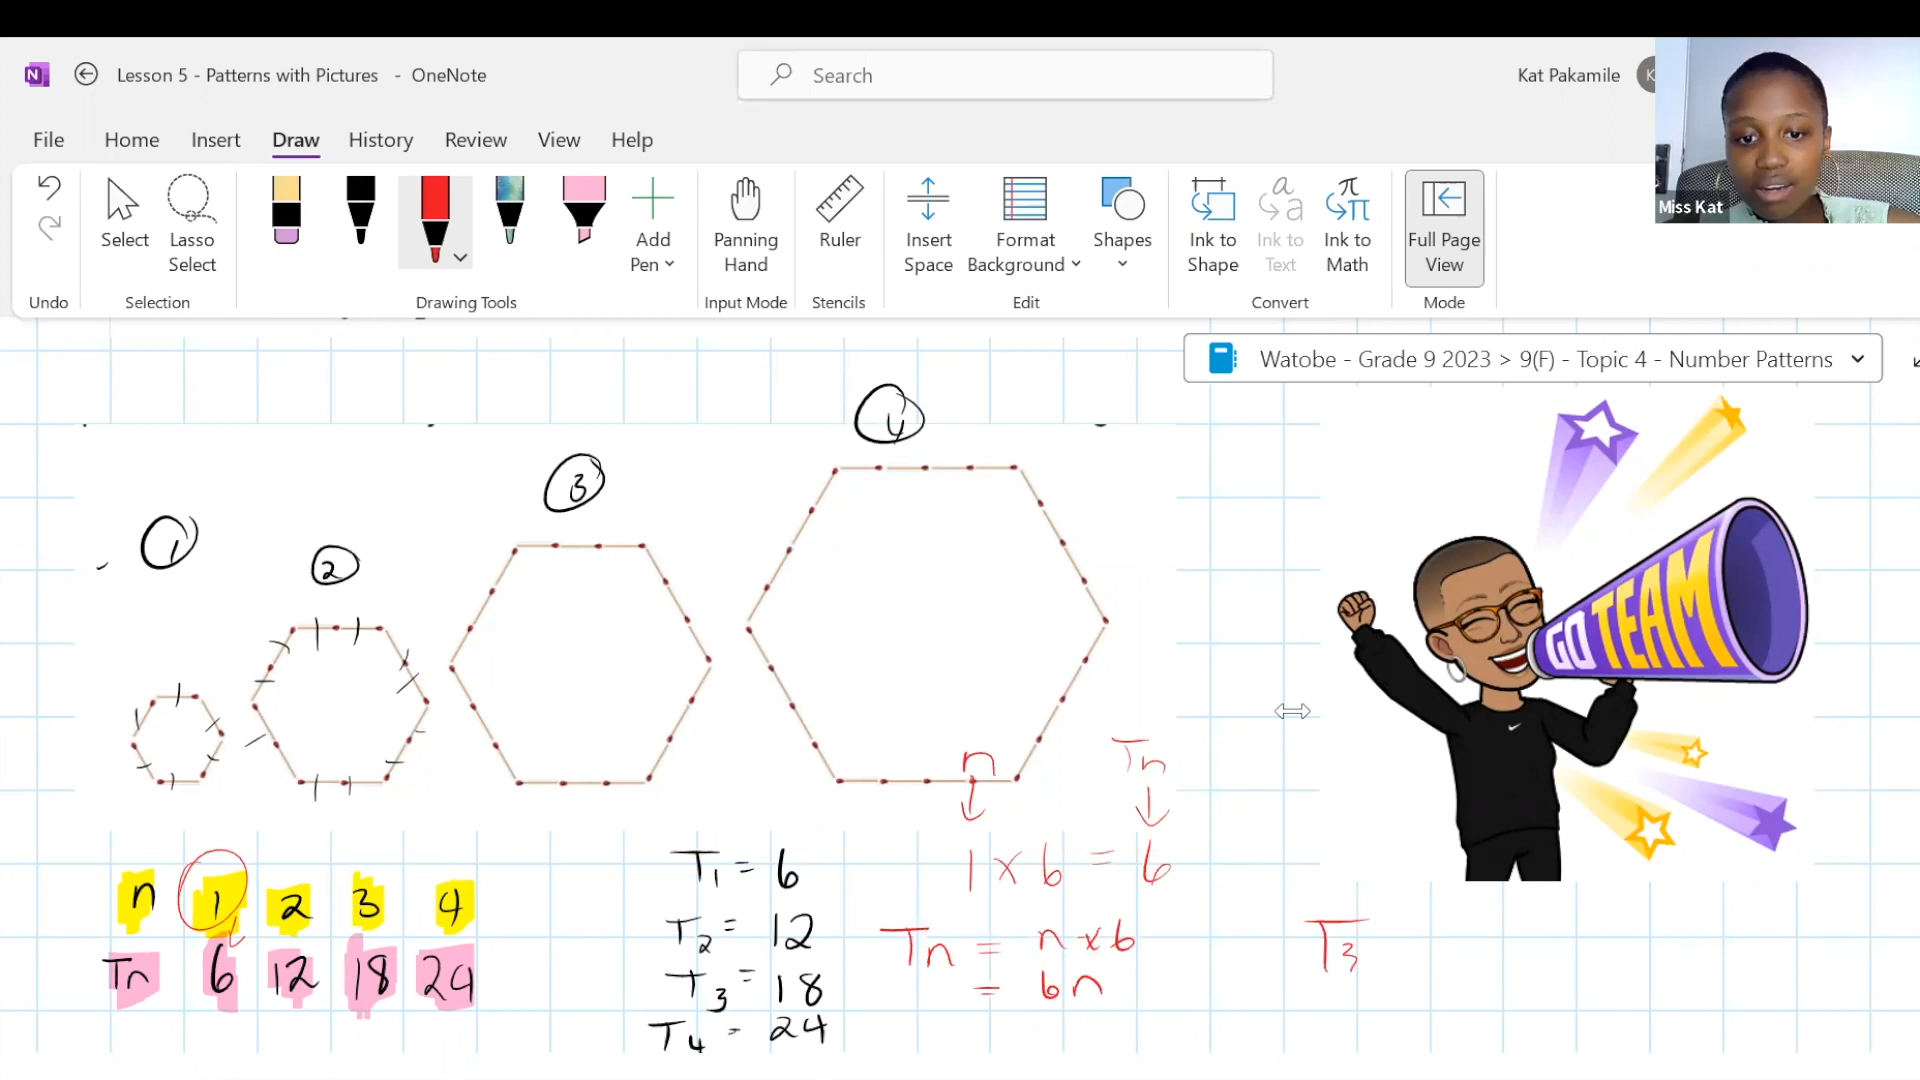 Lesson 5 - Patterns with Pictures - OneNote
Search
Kat Pakamile
K
File Home Insert Draw History Review View Help
Miss Kat
Select
Lasso Select
Add Pen
Panning Hand
Ruler
Insert Space
Format Background
Shapes
Ink to Shape
Ink to Text
Ink to Math
Full Page View
Undo
Selection
Drawing Tools
Input Mode
Stencils
Edit
Convert
Mode
Watobe - Grade 9 2023 > 9(F) - Topic 4 - Number Patterns
4
3
1
2
GO TEAM
n Tn
1 x 6 = 6
Tn = n x 6
= 6n
T3
T1 = 6
T2 = 12
T3 = 18
T4 = 24
n 1 2 3 4
Tn 6 12 18 24